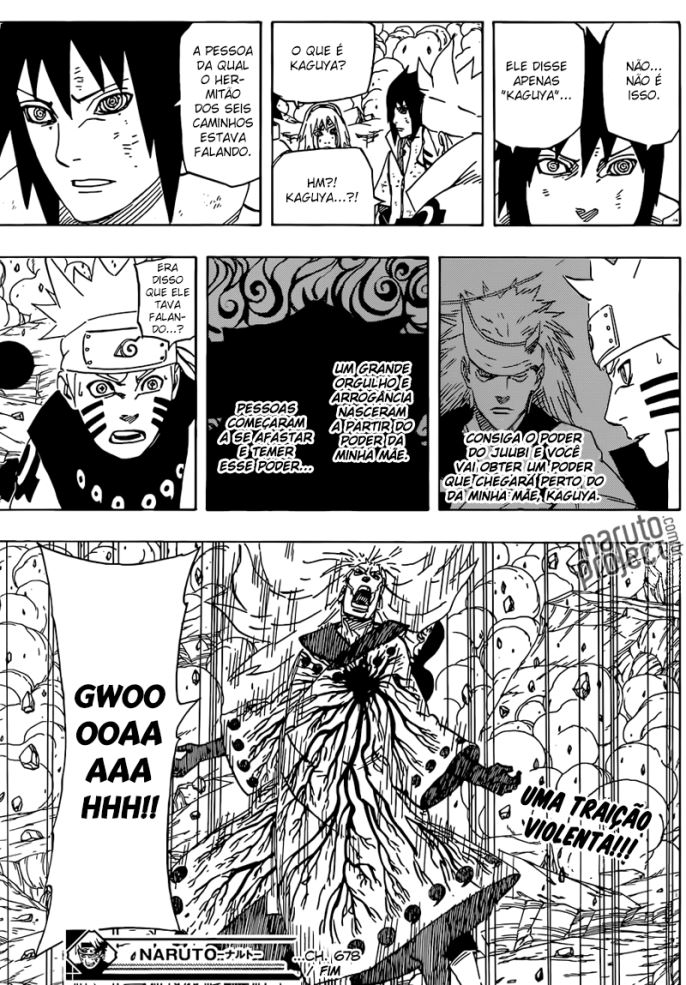 NÃO...
NÃO É
ISSO.
ELE DISSE
APENAS
"KAGUYA"...
O QUE É
KAGUYA?
HM?!
KAGUYA...?!
A PESSOA
DA QUAL
O HER-
MITÃO
DOS SEIS
CAMINHOS
ESTAVA
FALANDO.
CONSIGA O PODER
DO JUUBI E VOCÊ
VAI OBTER UM PODER
QUE CHEGARÁ PERTO DO
DA MINHA MÃE, KAGUYA.
UM GRANDE
ORGULHO E
ARROGÂNCIA
NASCERAM
A PARTIR DO
PODER DA
MINHA MÃE.
PESSOAS
COMEÇARAM
A SE AFASTAR
E TEMER
ESSE PODER...
ERA
DISSO
QUE ELE
TAVA
FALAN-
DO...?
naruto
project
.com.br
GWOO
OOAA
AAA
HHH!!
UMA TRAIÇÃO
VIOLENTA!!!
NARUTO–ナルト–
...CH. 678
/ FIM